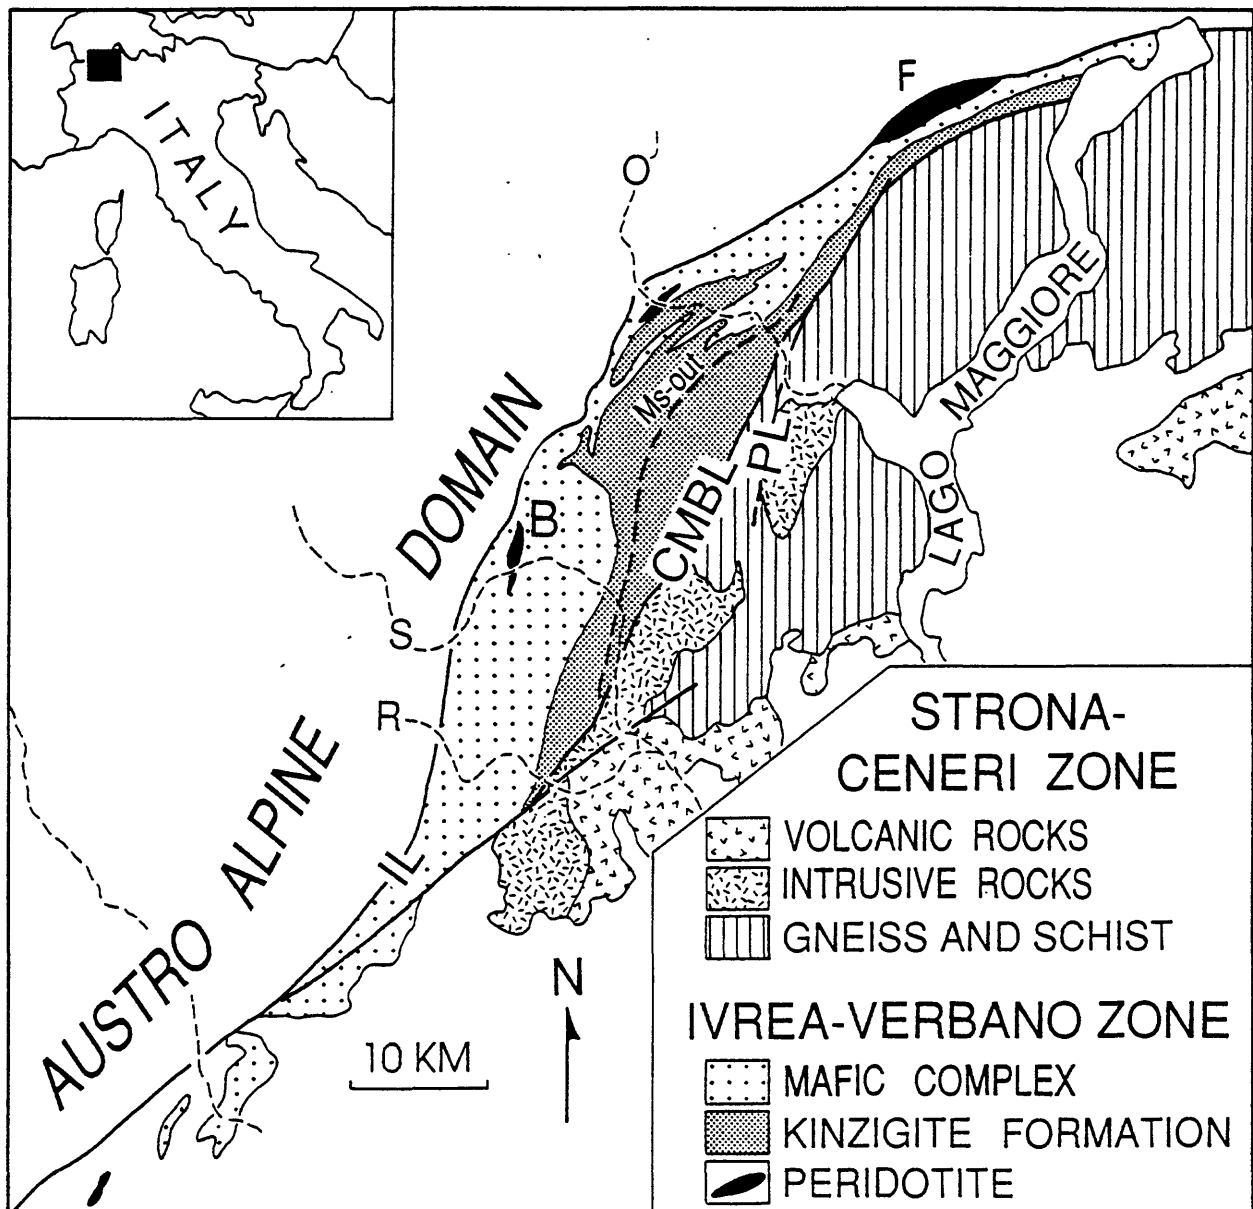 ITALY
F
O
Ms-out
LAGO MAGGIORE
DOMAIN
B
CMBL
PL
S
R
ALPINE
IL
AUSTRO
N
10 KM
STRONA-
CENERI ZONE
VOLCANIC ROCKS
INTRUSIVE ROCKS
GNEISS AND SCHIST
IVREA-VERBANO ZONE
MAFIC COMPLEX
KINZIGITE FORMATION
PERIDOTITE